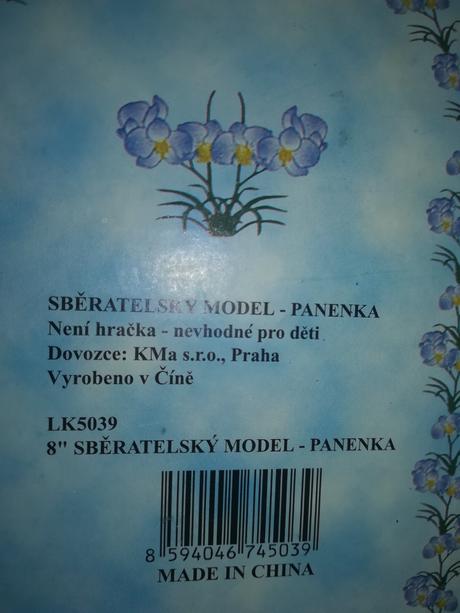 SBĚRATELSKÝ MODEL - PANENKA
Není hračka - nevhodné pro děti
Dovozce: KMa s.r.o., Praha
Vyrobeno v Číně
LK5039
8" SBĚRATELSKÝ MODEL - PANENKA
8 594046 745039
MADE IN CHINA